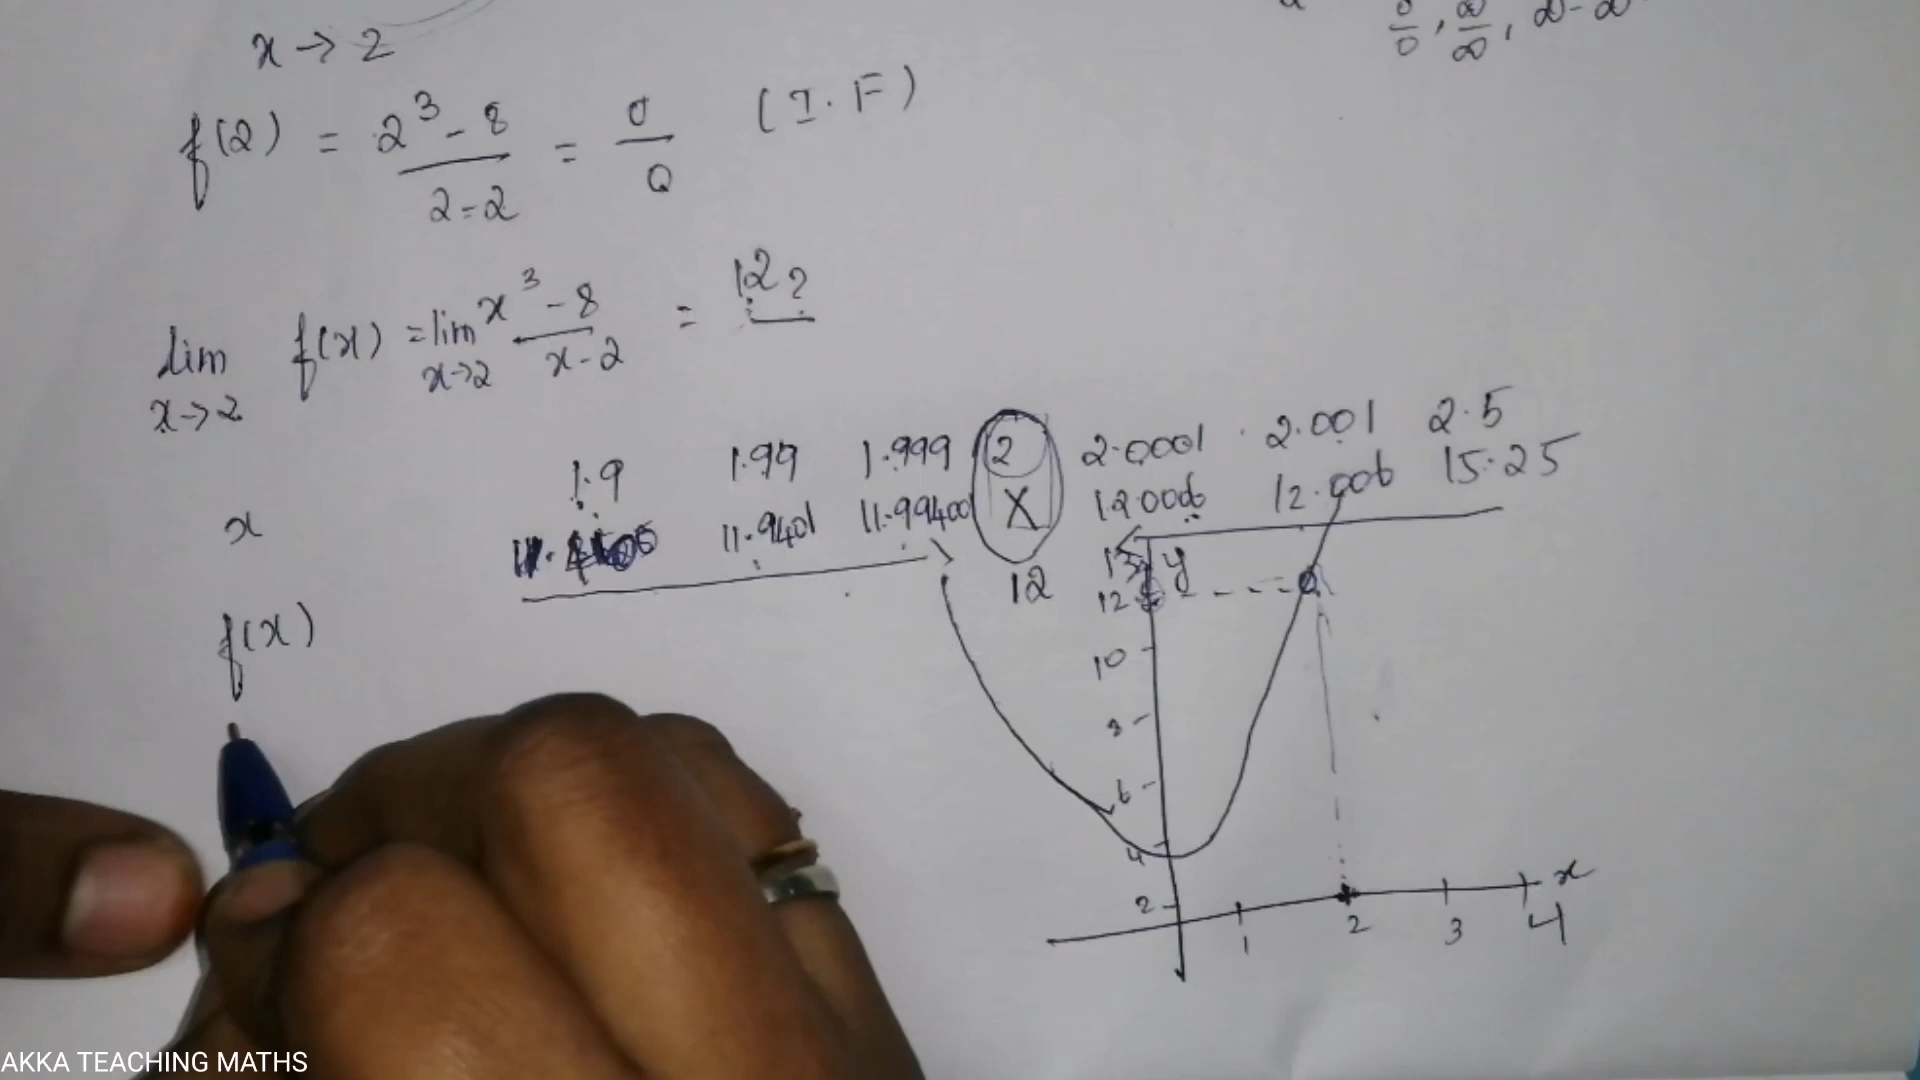 x → 2
0/0, ∞/∞, ∞-∞
f(2) = 2³-8/2-2 = 0/0 (I.F)
lim x→2 f(x) = lim x→2 x³-8/x-2 = 12?
x 1.9 1.99 1.999 2 2.0001 2.001 2.5
f(x) 11.9401 11.99400 X 12.0006 12.006 15.25
12
y
13
12
10
8
6
4
2
1 2 3 4 x
AKKA TEACHING MATHS